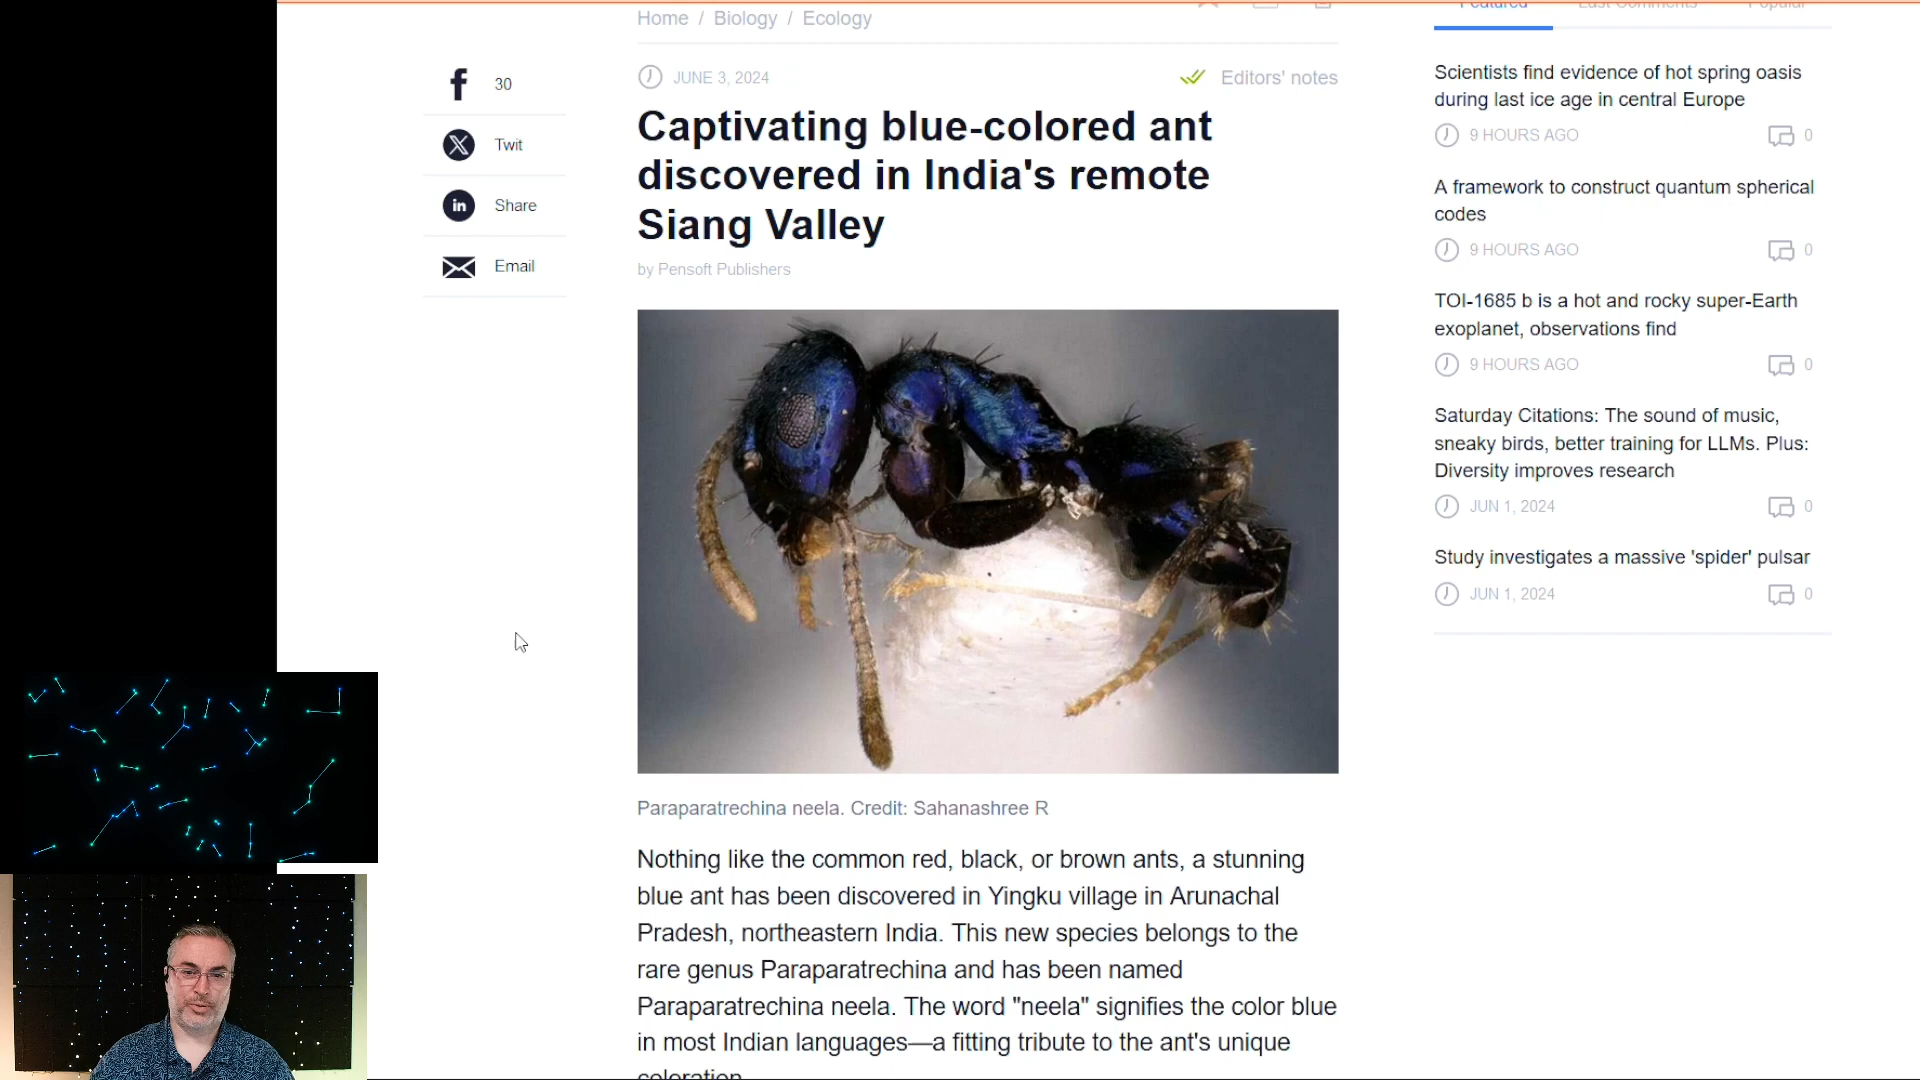 Home / Biology / Ecology
30
Twit
Share
Email
JUNE 3, 2024
Editors' notes
Captivating blue-colored ant
discovered in India's remote
Siang Valley
by Pensoft Publishers
Paraparatrechina neela. Credit: Sahanashree R
Nothing like the common red, black, or brown ants, a stunning
blue ant has been discovered in Yingku village in Arunachal
Pradesh, northeastern India. This new species belongs to the
rare genus Paraparatrechina and has been named
Paraparatrechina neela. The word "neela" signifies the color blue
in most Indian languages—a fitting tribute to the ant's unique
coloration.
Featured Last Comments Popular
Scientists find evidence of hot spring oasis
during last ice age in central Europe
9 HOURS AGO 0
A framework to construct quantum spherical
codes
9 HOURS AGO 0
TOI-1685 b is a hot and rocky super-Earth
exoplanet, observations find
9 HOURS AGO 0
Saturday Citations: The sound of music,
sneaky birds, better training for LLMs. Plus:
Diversity improves research
JUN 1, 2024 0
Study investigates a massive 'spider' pulsar
JUN 1, 2024 0